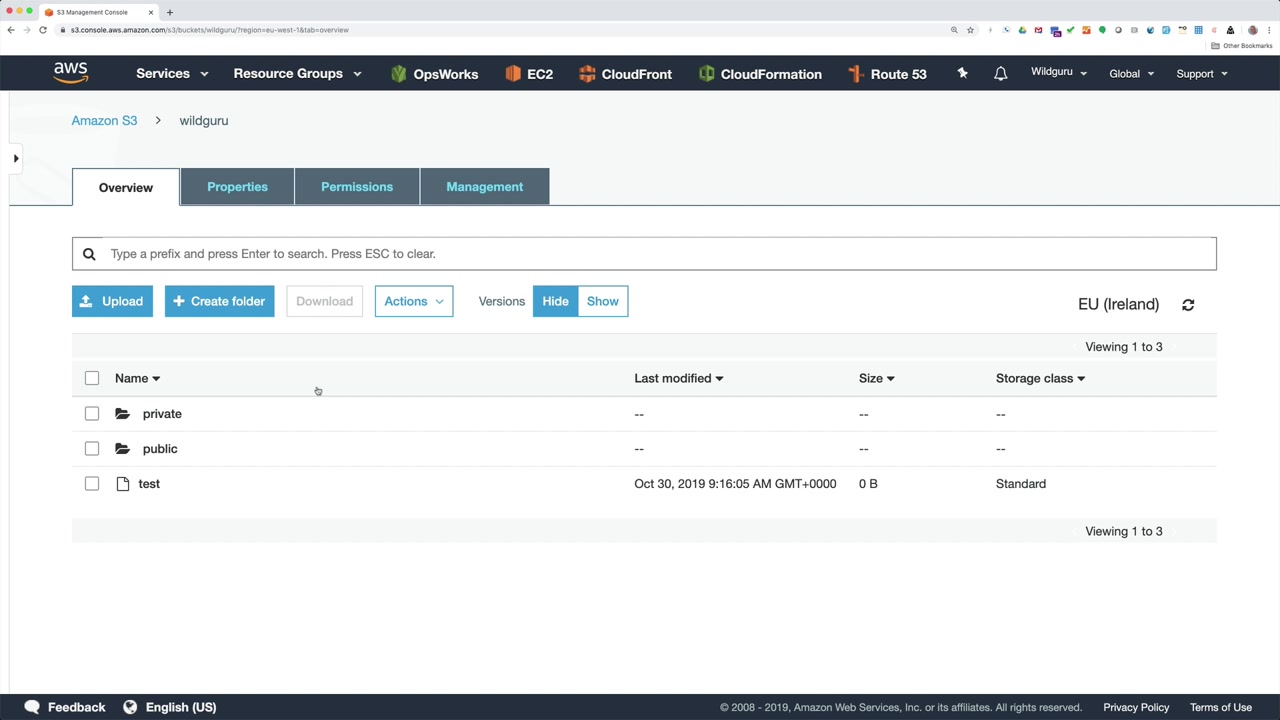 S3 Management Console
s3.console.aws.amazon.com/s3/buckets/wildguru/?region=eu-west-1&tab=overview
Other Bookmarks
aws Services Resource Groups OpsWorks EC2 CloudFront CloudFormation Route 53 Wildguru Global Support
Amazon S3 > wildguru
Overview Properties Permissions Management
Type a prefix and press Enter to search. Press ESC to clear.
Upload + Create folder Download Actions Versions Hide Show EU (Ireland)
Viewing 1 to 3
Name Last modified Size Storage class
private -- -- --
public -- -- --
test Oct 30, 2019 9:16:05 AM GMT+0000 0 B Standard
Viewing 1 to 3
Feedback English (US) © 2008 - 2019, Amazon Web Services, Inc. or its affiliates. All rights reserved. Privacy Policy Terms of Use